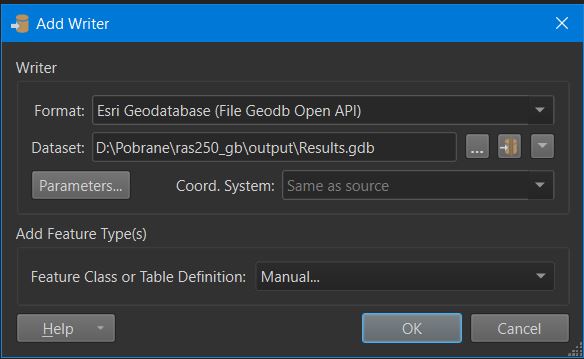 Add Writer
Writer
Format: Esri Geodatabase (File Geodb Open API)
Dataset: D:\Pobrane\ras250_gb\output\Results.gdb ...
Parameters... Coord. System: Same as source
Add Feature Type(s)
Feature Class or Table Definition: Manual...
Help OK Cancel